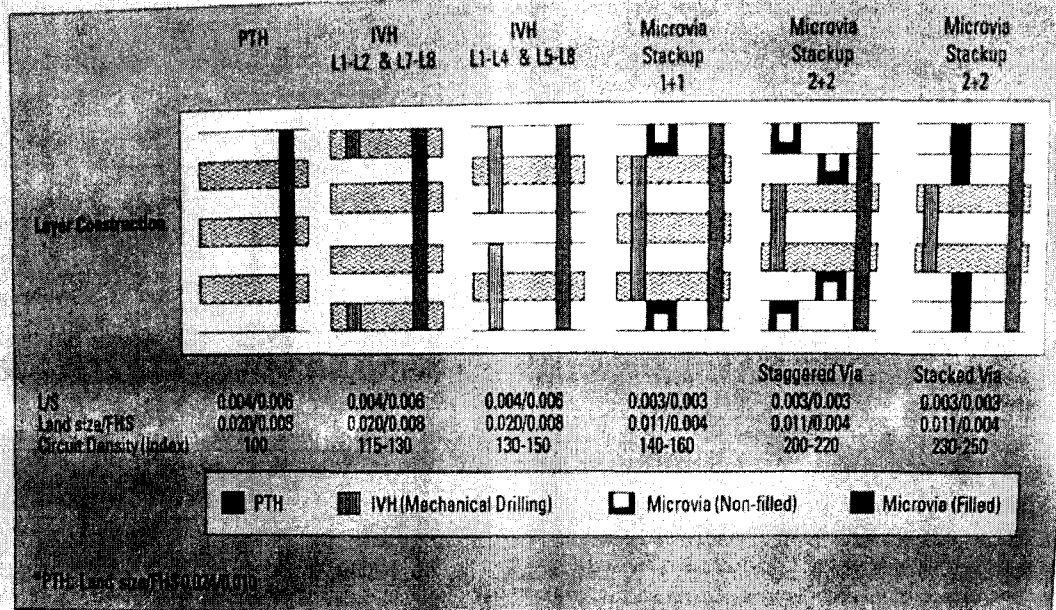 PTH IVH IVH Microvia Microvia Microvia
L1-L2 & L7-L8 L1-L4 & L5-L8 Stackup Stackup Stackup
1+1 2+2 2+2
Layer Construction
Staggered Via Stacked Via
L/S 0.004/0.006 0.004/0.006 0.004/0.006 0.003/0.003 0.003/0.003 0.003/0.003
Land size/FHS 0.020/0.008 0.020/0.008 0.020/0.008 0.011/0.004 0.011/0.004 0.011/0.004
Circuit Density (Index) 100 115-130 130-150 140-160 200-220 230-250
PTH IVH (Mechanical Drilling) Microvia (Non-filled) Microvia (Filled)
*PTH: Land size/FHS